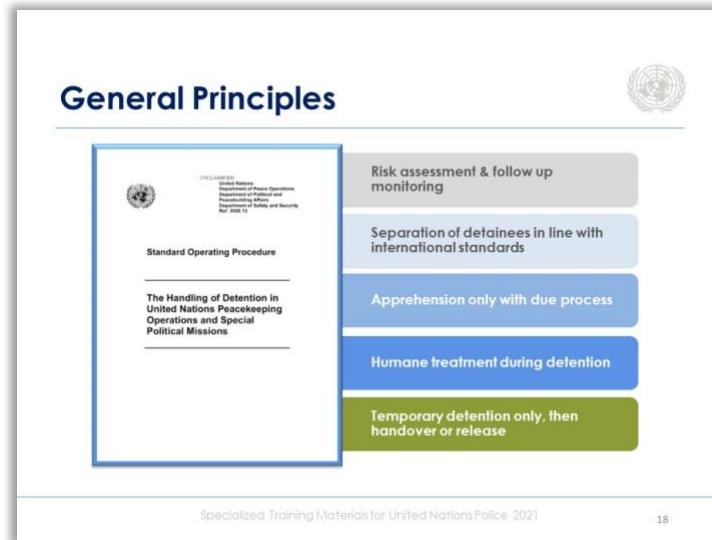 General Principles
UNCLASSIFIED
United Nations
Department of Peace Operations
Department of Political and
Peacebuilding Affairs
Department of Safety and Security
Ref. 2020.13
Standard Operating Procedure
The Handling of Detention in
United Nations Peacekeeping
Operations and Special
Political Missions
Risk assessment & follow up
monitoring
Separation of detainees in line with
international standards
Apprehension only with due process
Humane treatment during detention
Temporary detention only, then
handover or release
Specialized Training Materials for United Nations Police 2021
18